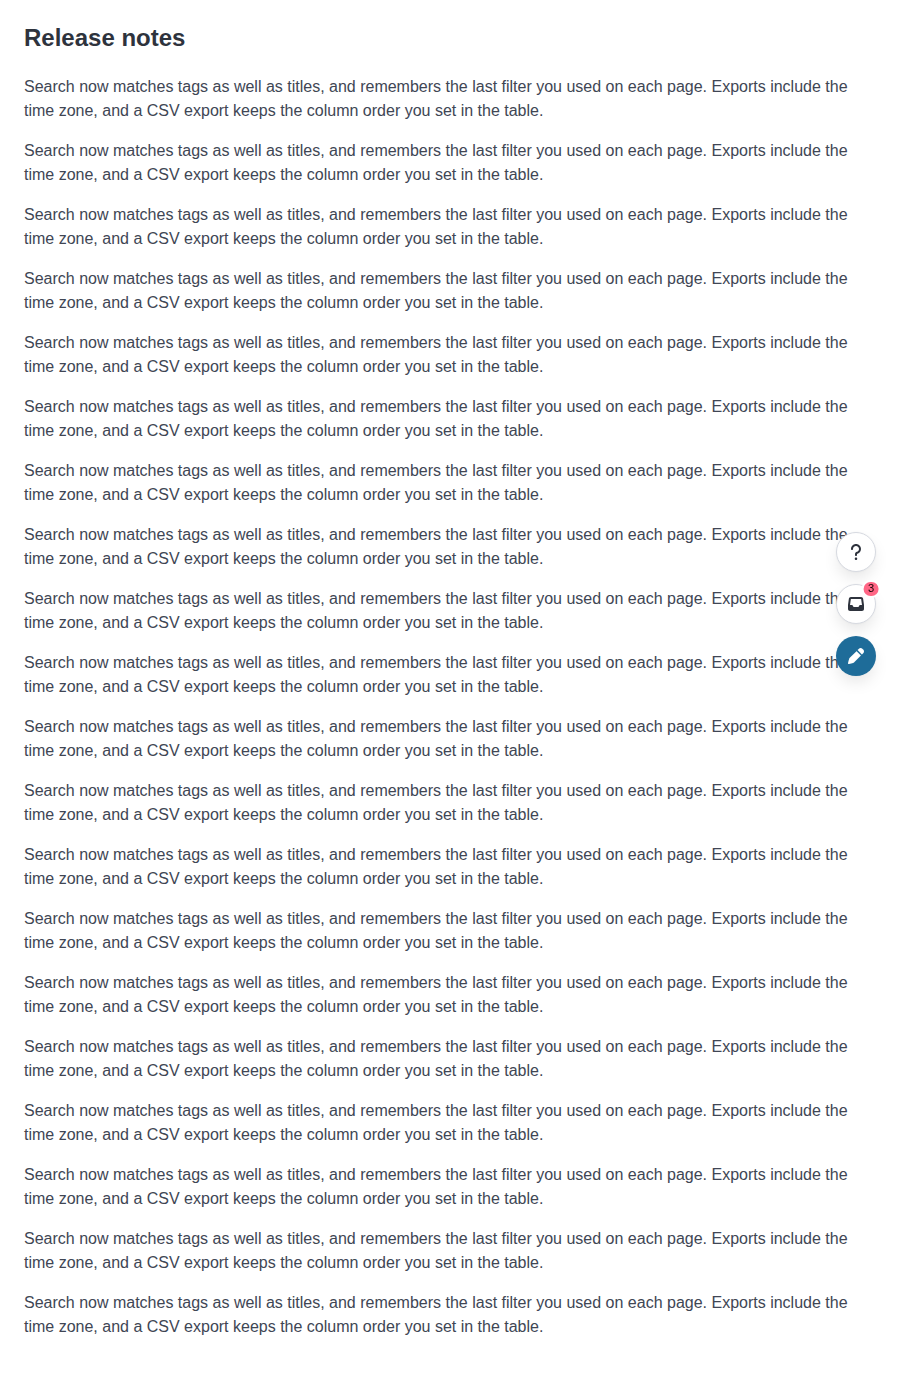 Release notes
Search now matches tags as well as titles, and remembers the last filter you used on each page. Exports include the
time zone, and a CSV export keeps the column order you set in the table.
Search now matches tags as well as titles, and remembers the last filter you used on each page. Exports include the
time zone, and a CSV export keeps the column order you set in the table.
Search now matches tags as well as titles, and remembers the last filter you used on each page. Exports include the
time zone, and a CSV export keeps the column order you set in the table.
Search now matches tags as well as titles, and remembers the last filter you used on each page. Exports include the
time zone, and a CSV export keeps the column order you set in the table.
Search now matches tags as well as titles, and remembers the last filter you used on each page. Exports include the
time zone, and a CSV export keeps the column order you set in the table.
Search now matches tags as well as titles, and remembers the last filter you used on each page. Exports include the
time zone, and a CSV export keeps the column order you set in the table.
Search now matches tags as well as titles, and remembers the last filter you used on each page. Exports include the
time zone, and a CSV export keeps the column order you set in the table.
Search now matches tags as well as titles, and remembers the last filter you used on each page. Exports include the
time zone, and a CSV export keeps the column order you set in the table.
?
Search now matches tags as well as titles, and remembers the last filter you used on each page. Exports include the
3
time zone, and a CSV export keeps the column order you set in the table.
Search now matches tags as well as titles, and remembers the last filter you used on each page. Exports include the
time zone, and a CSV export keeps the column order you set in the table.
Search now matches tags as well as titles, and remembers the last filter you used on each page. Exports include the
time zone, and a CSV export keeps the column order you set in the table.
Search now matches tags as well as titles, and remembers the last filter you used on each page. Exports include the
time zone, and a CSV export keeps the column order you set in the table.
Search now matches tags as well as titles, and remembers the last filter you used on each page. Exports include the
time zone, and a CSV export keeps the column order you set in the table.
Search now matches tags as well as titles, and remembers the last filter you used on each page. Exports include the
time zone, and a CSV export keeps the column order you set in the table.
Search now matches tags as well as titles, and remembers the last filter you used on each page. Exports include the
time zone, and a CSV export keeps the column order you set in the table.
Search now matches tags as well as titles, and remembers the last filter you used on each page. Exports include the
time zone, and a CSV export keeps the column order you set in the table.
Search now matches tags as well as titles, and remembers the last filter you used on each page. Exports include the
time zone, and a CSV export keeps the column order you set in the table.
Search now matches tags as well as titles, and remembers the last filter you used on each page. Exports include the
time zone, and a CSV export keeps the column order you set in the table.
Search now matches tags as well as titles, and remembers the last filter you used on each page. Exports include the
time zone, and a CSV export keeps the column order you set in the table.
Search now matches tags as well as titles, and remembers the last filter you used on each page. Exports include the
time zone, and a CSV export keeps the column order you set in the table.